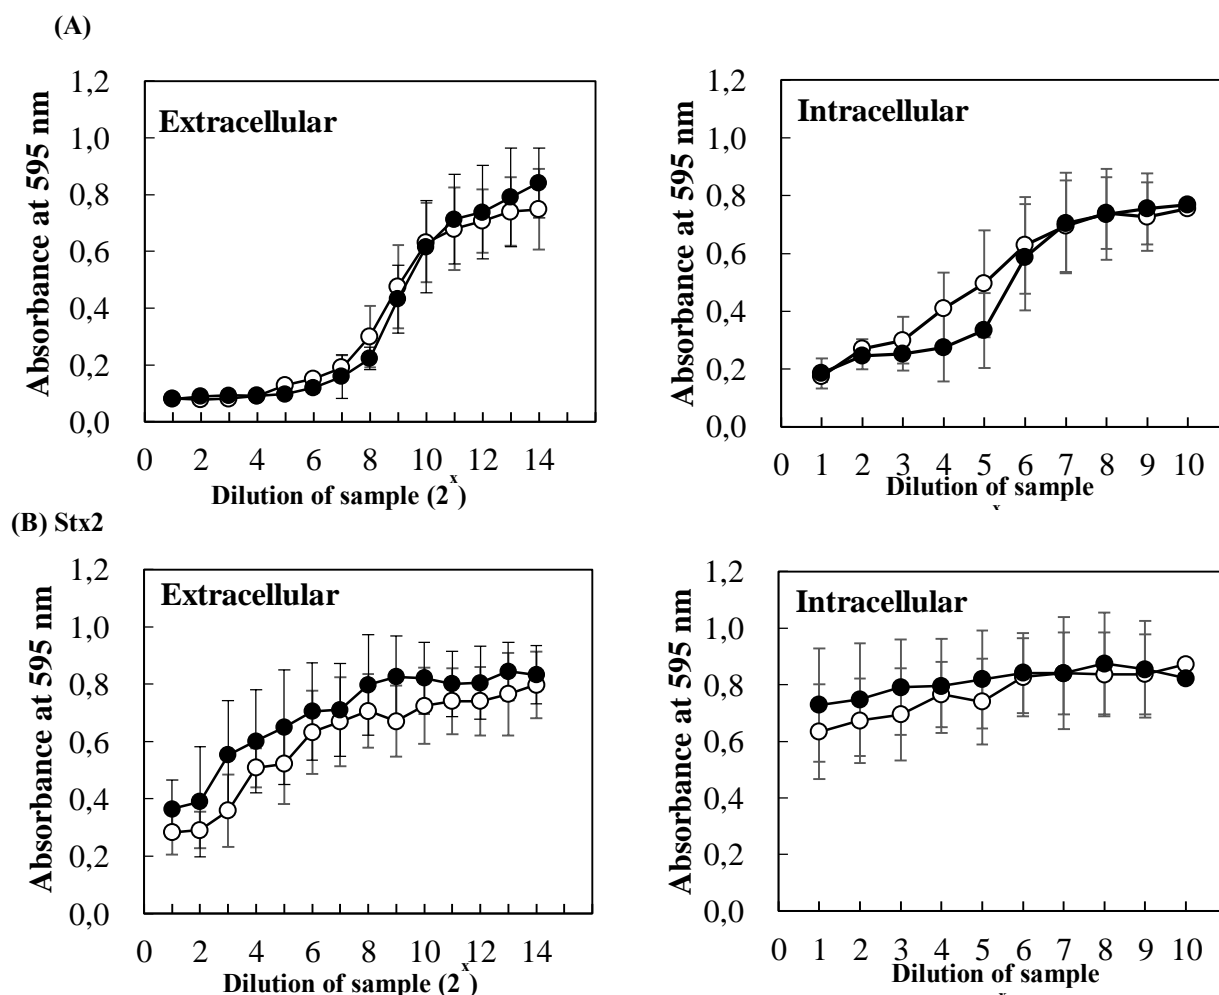 (A)
Extracellular
Absorbance at 595 nm
1,2
1,0
0,8
0,6
0,4
0,2
0,0
0 2 4 6 8 10 12 14
Dilution of sample (2^x)
Intracellular
Absorbance at 595 nm
1,2
1,0
0,8
0,6
0,4
0,2
0,0
0 1 2 3 4 5 6 7 8 9 10
Dilution of sample
x
(B) Stx2
Extracellular
Absorbance at 595 nm
1,2
1,0
0,8
0,6
0,4
0,2
0,0
0 2 4 6 8 10 12 14
Dilution of sample (2^x)
Intracellular
Absorbance at 595 nm
1,2
1,0
0,8
0,6
0,4
0,2
0,0
0 1 2 3 4 5 6 7 8 9 10
Dilution of sample
x